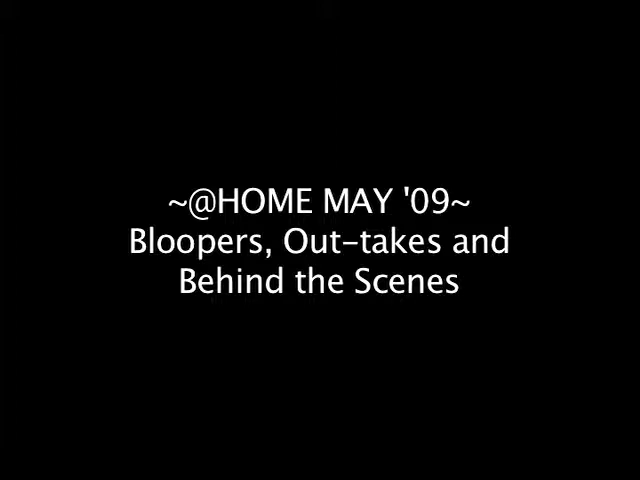 ~@HOME MAY '09~
Bloopers, Out-takes and
Behind the Scenes